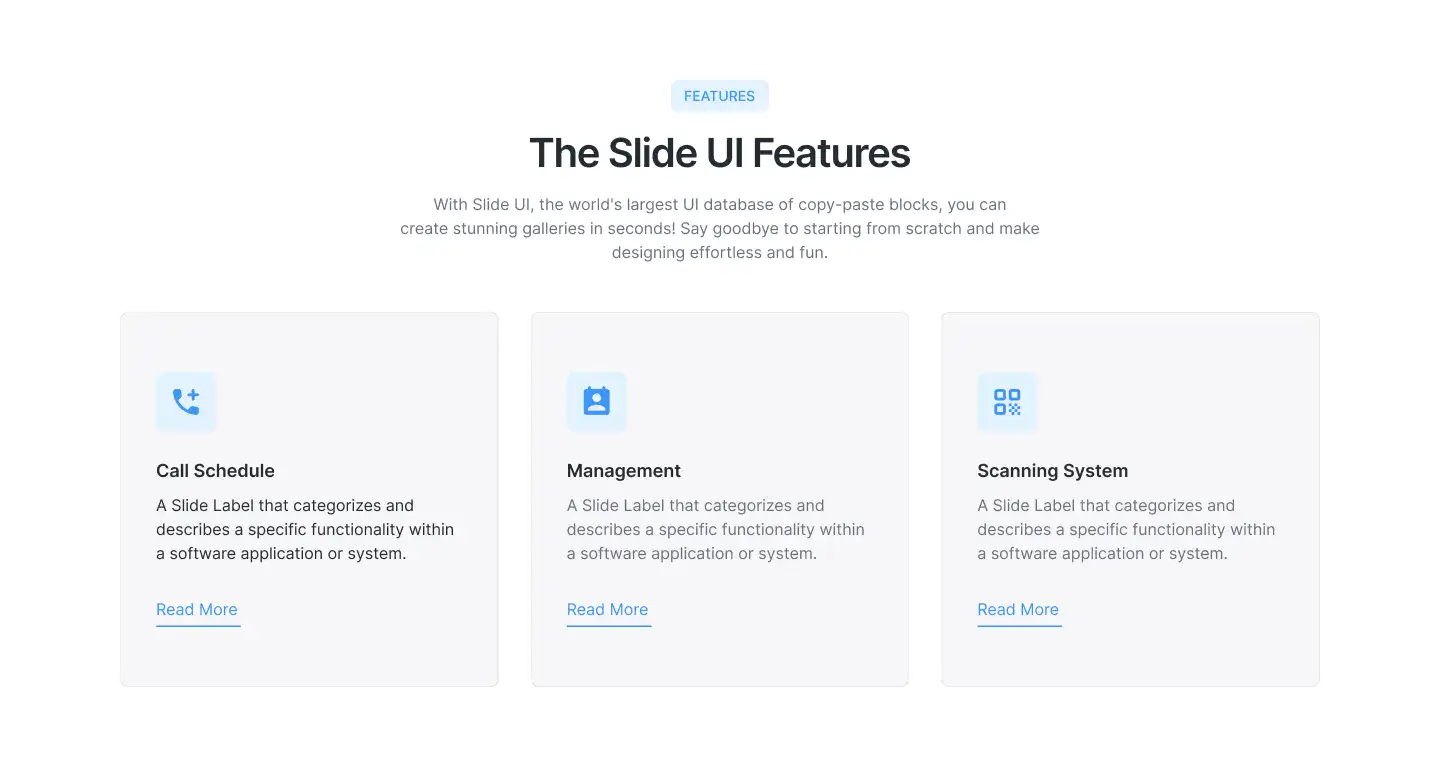 FEATURES
The Slide UI Features
With Slide UI, the world's largest UI database of copy-paste blocks, you can
create stunning galleries in seconds! Say goodbye to starting from scratch and make
designing effortless and fun.
Call Schedule
A Slide Label that categorizes and
describes a specific functionality within
a software application or system.
Read More
Management
A Slide Label that categorizes and
describes a specific functionality within
a software application or system.
Read More
Scanning System
A Slide Label that categorizes and
describes a specific functionality within
a software application or system.
Read More